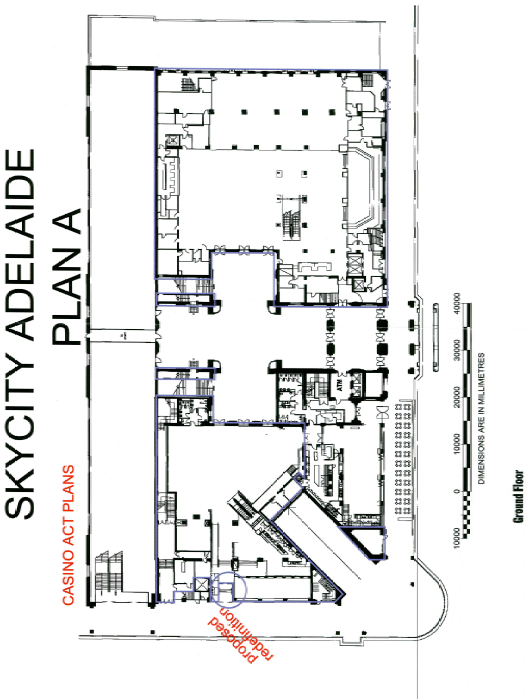 SKYCITY ADELAIDE
PLAN A
CASINO ACT PLANS
ATM
proposed
redefinition
10000 0 10000 20000 30000 40000
DIMENSIONS ARE IN MILLIMETRES
Ground Floor